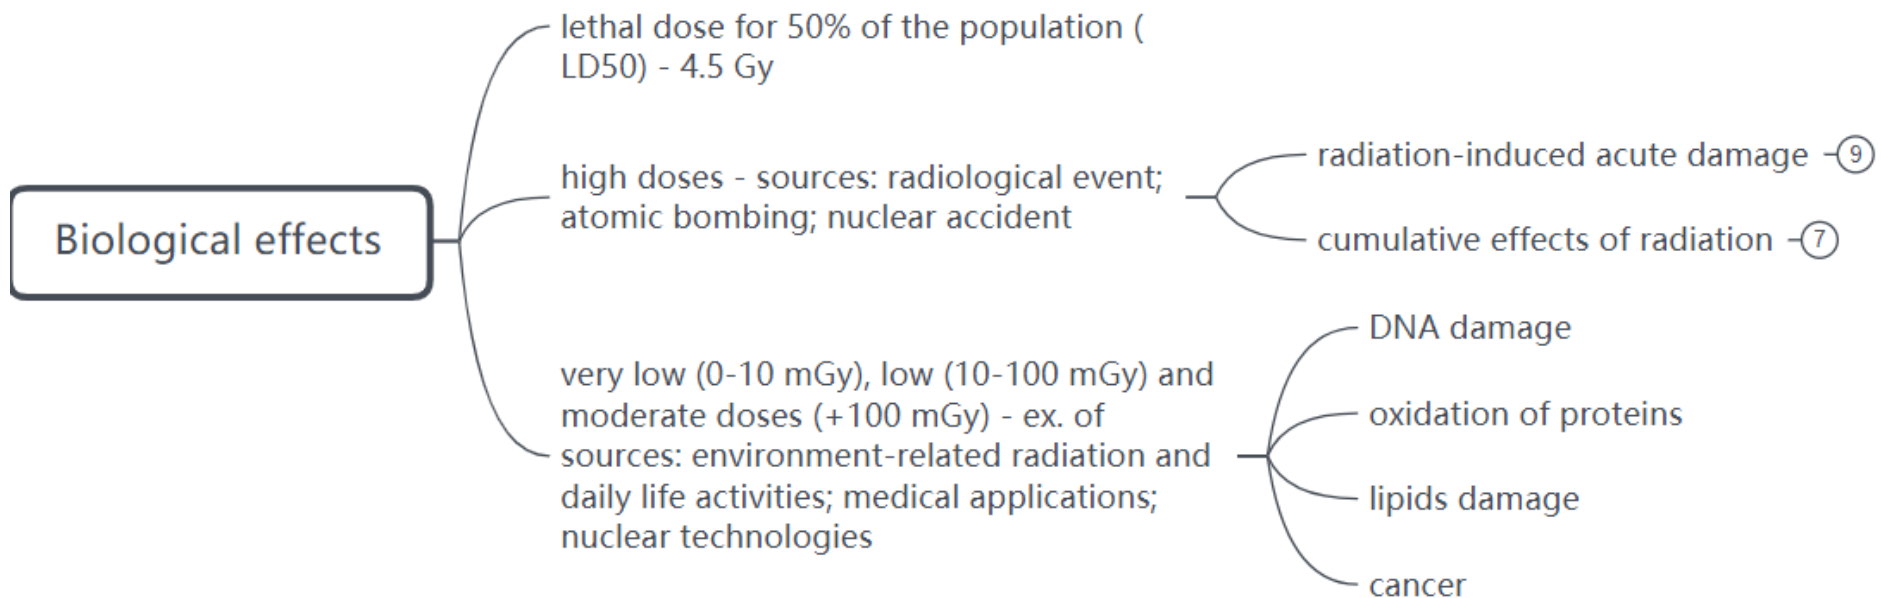 Biological effects
lethal dose for 50% of the population (
LD50) - 4.5 Gy
high doses - sources: radiological event;
atomic bombing; nuclear accident
radiation-induced acute damage
9
cumulative effects of radiation
7
very low (0-10 mGy), low (10-100 mGy) and
moderate doses (+100 mGy) - ex. of
sources: environment-related radiation and
daily life activities; medical applications;
nuclear technologies
DNA damage
oxidation of proteins
lipids damage
cancer